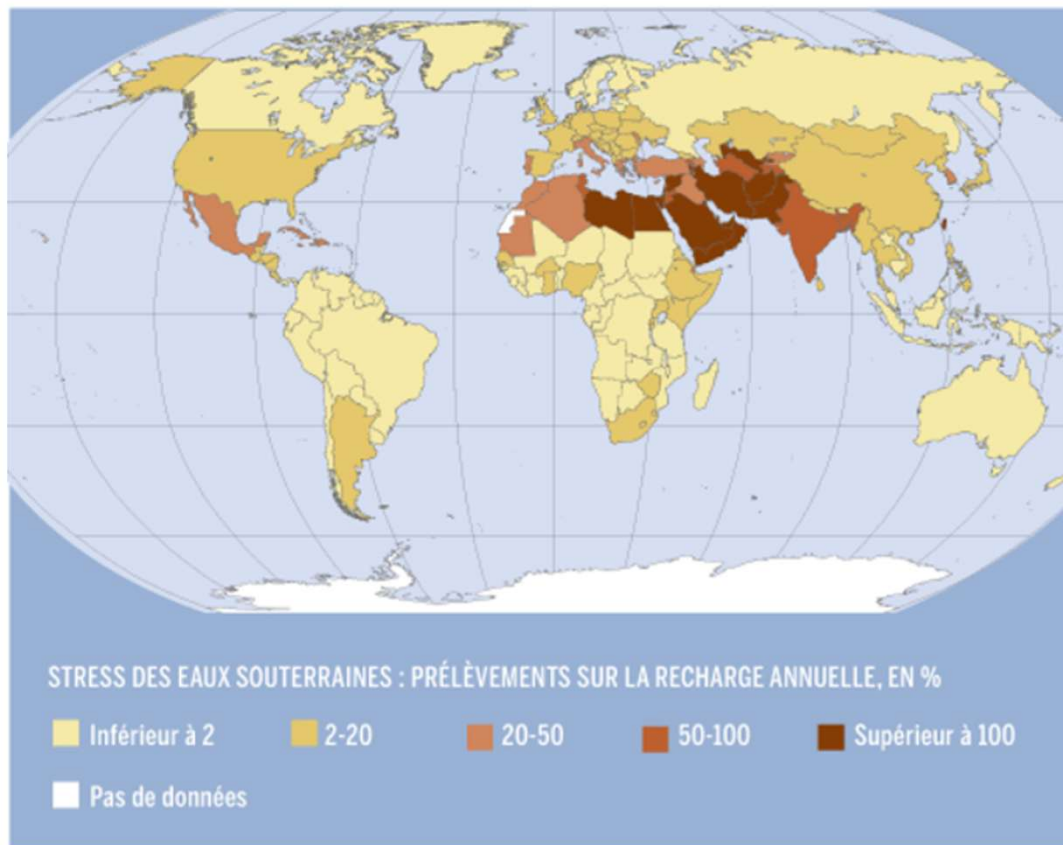 STRESS DES EAUX SOUTERRAINES : PRÉLÈVEMENTS SUR LA RECHARGE ANNUELLE, EN %
Inférieur à 2 2-20 20-50 50-100 Supérieur à 100
Pas de données